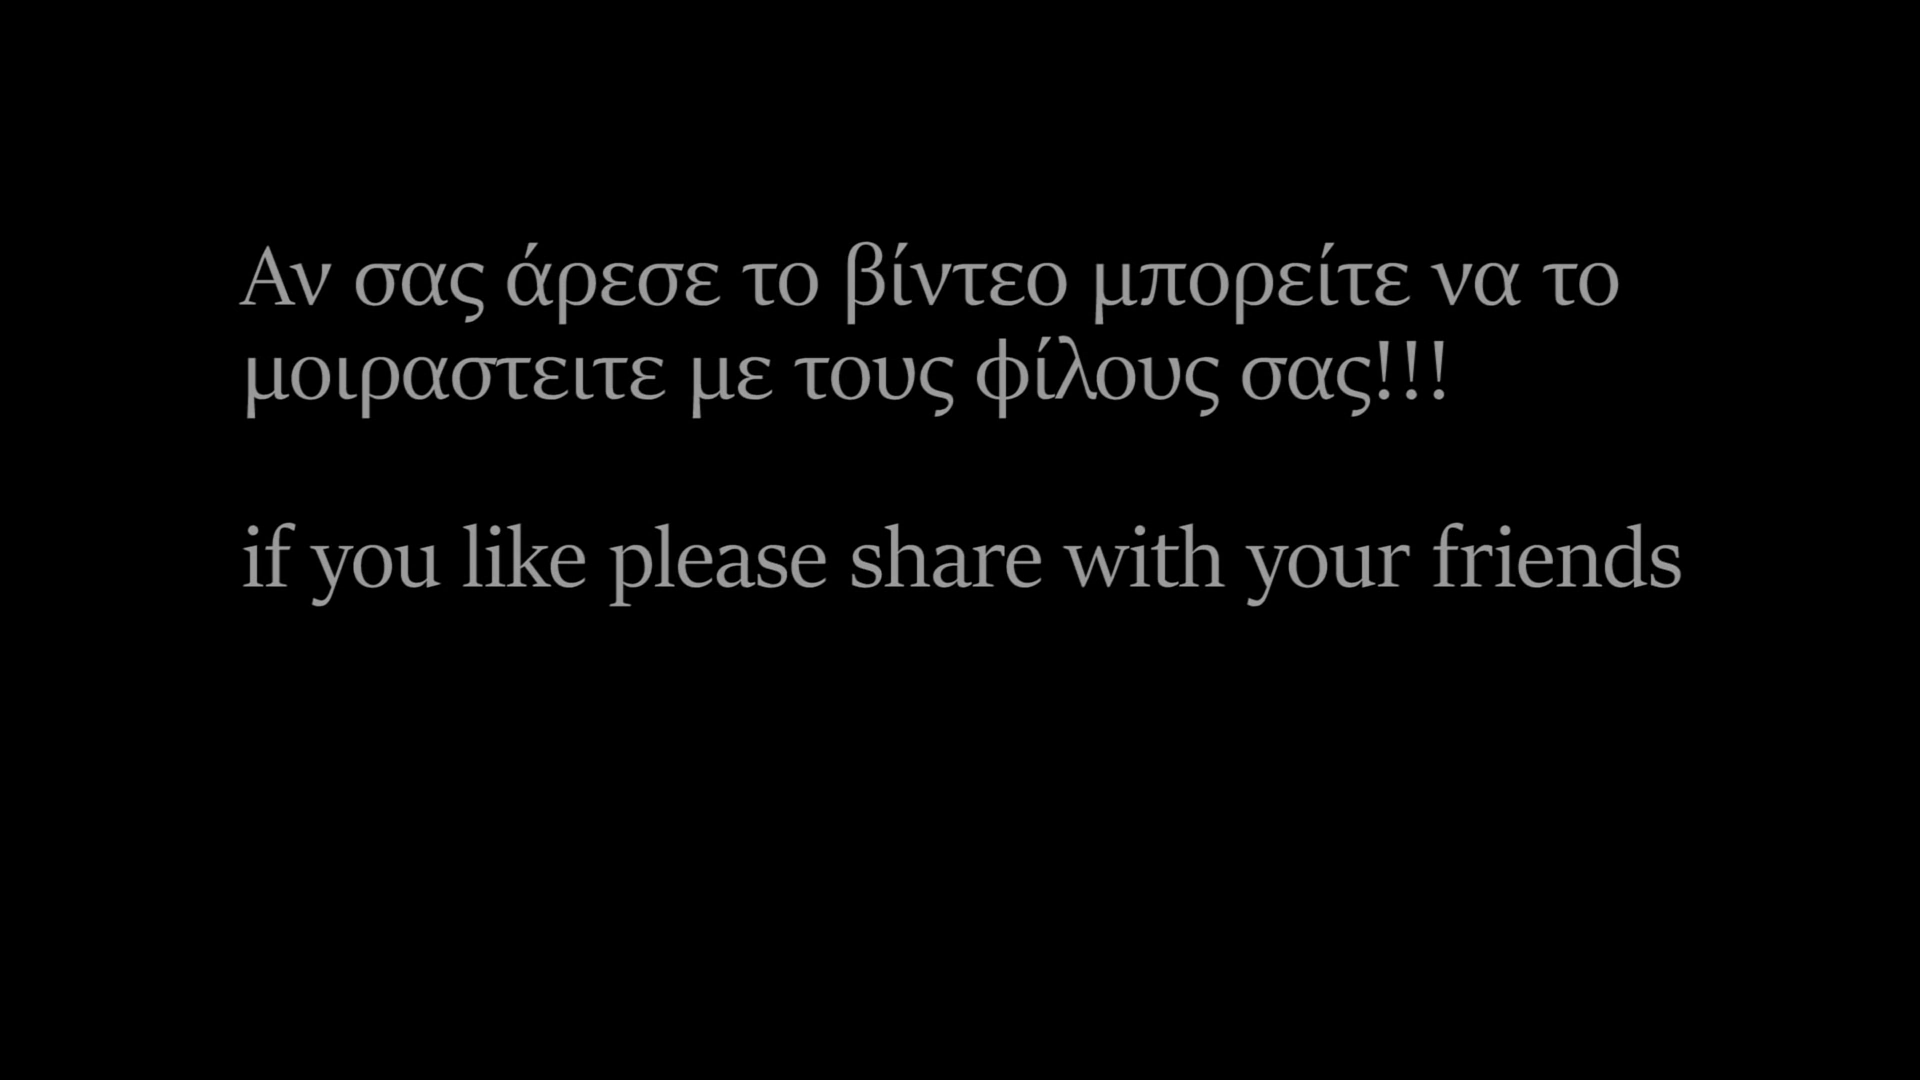 Αν σας άρεσε το βίντεο μπορείτε να το
μοιραστειτε με τους φίλους σας!!!
if you like please share with your friends